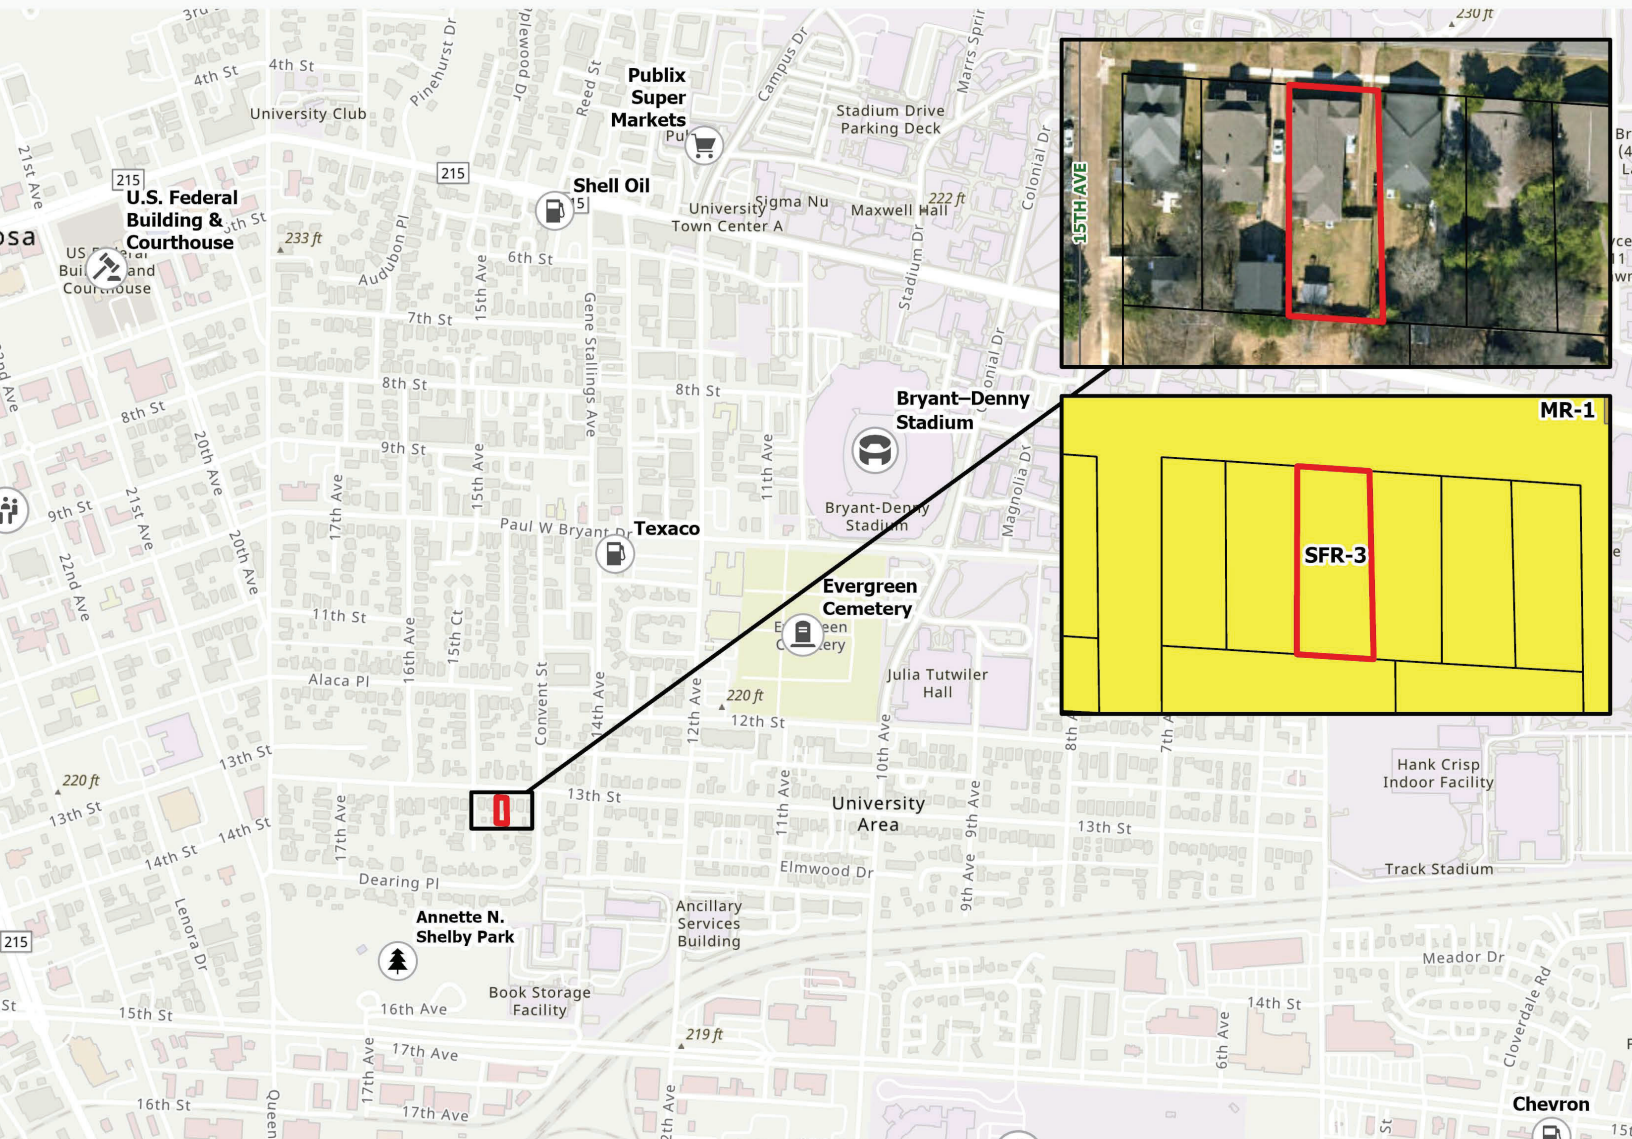 3rd
4th St
4th St
Pinehurst Dr
Reed St
Campus Dr
230 ft
University Club
Publix
Super
Markets
Stadium Drive
Parking Deck
Colonial Dr
21st Ave
215
215
U.S. Federal
Building &
Courthouse
Shell Oil
Sigma Nu
University
Town Center A
Maxwell Hall
222 ft
15TH AVE
233 ft
Audubon Pl
15th Ave
6th St
Stadium Dr
Gene Stallings Ave
7th St
8th St
8th St
8th St
Bryant–Denny
Stadium
MR-1
9th St
20th Ave
15th Ave
11th Ave
Magnolia Dr
17th Ave
21st Ave
9th St
Bryant-Denny
Stadium
Paul W Bryant Dr
Texaco
20th Ave
22nd Ave
SFR-3
Evergreen
Cemetery
11th St
15th Ct
16th Ave
Alaca Pl
Convent St
14th Ave
12th Ave
220 ft
12th St
Julia Tutwiler
Hall
10th Ave
13th St
220 ft
13th St
14th St
14th St
17th Ave
13th St
11th Ave
University
Area
9th Ave
13th St
Hank Crisp
Indoor Facility
Track Stadium
Dearing Pl
Elmwood Dr
9th Ave
Lenora Dr
Annette N.
Shelby Park
Ancillary
Services
Building
215
Book Storage
Facility
Meador Dr
14th St
Cloverdale Rd
15th St
16th Ave
219 ft
17th Ave
17th Ave
6th Ave
16th St
17th Ave
Chevron